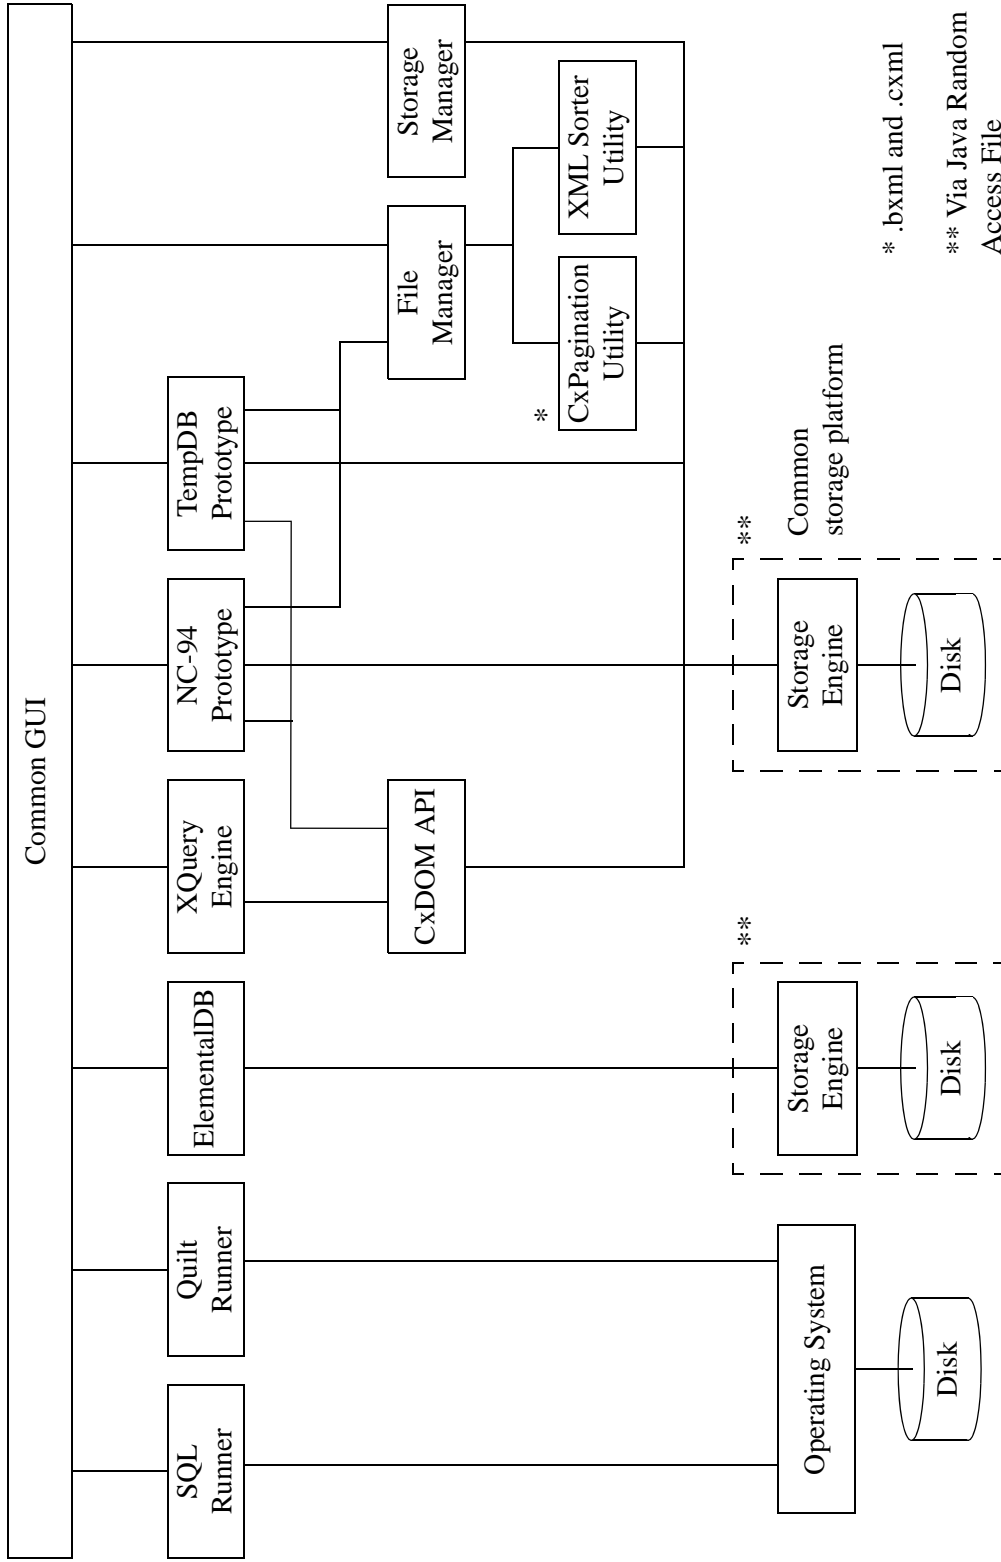 Common GUI
SQL
Runner
Quilt
Runner
ElementalDB
XQuery
Engine
NC-94
Prototype
TempDB
Prototype
CxDOM API
File
Manager
Storage
Manager
*
CxPagination
Utility
XML Sorter
Utility
Operating System
Disk
**
Storage
Engine
Disk
**
Storage
Engine
Disk
Common
storage platform
* .bxml and .cxml
** Via Java Random
Access File